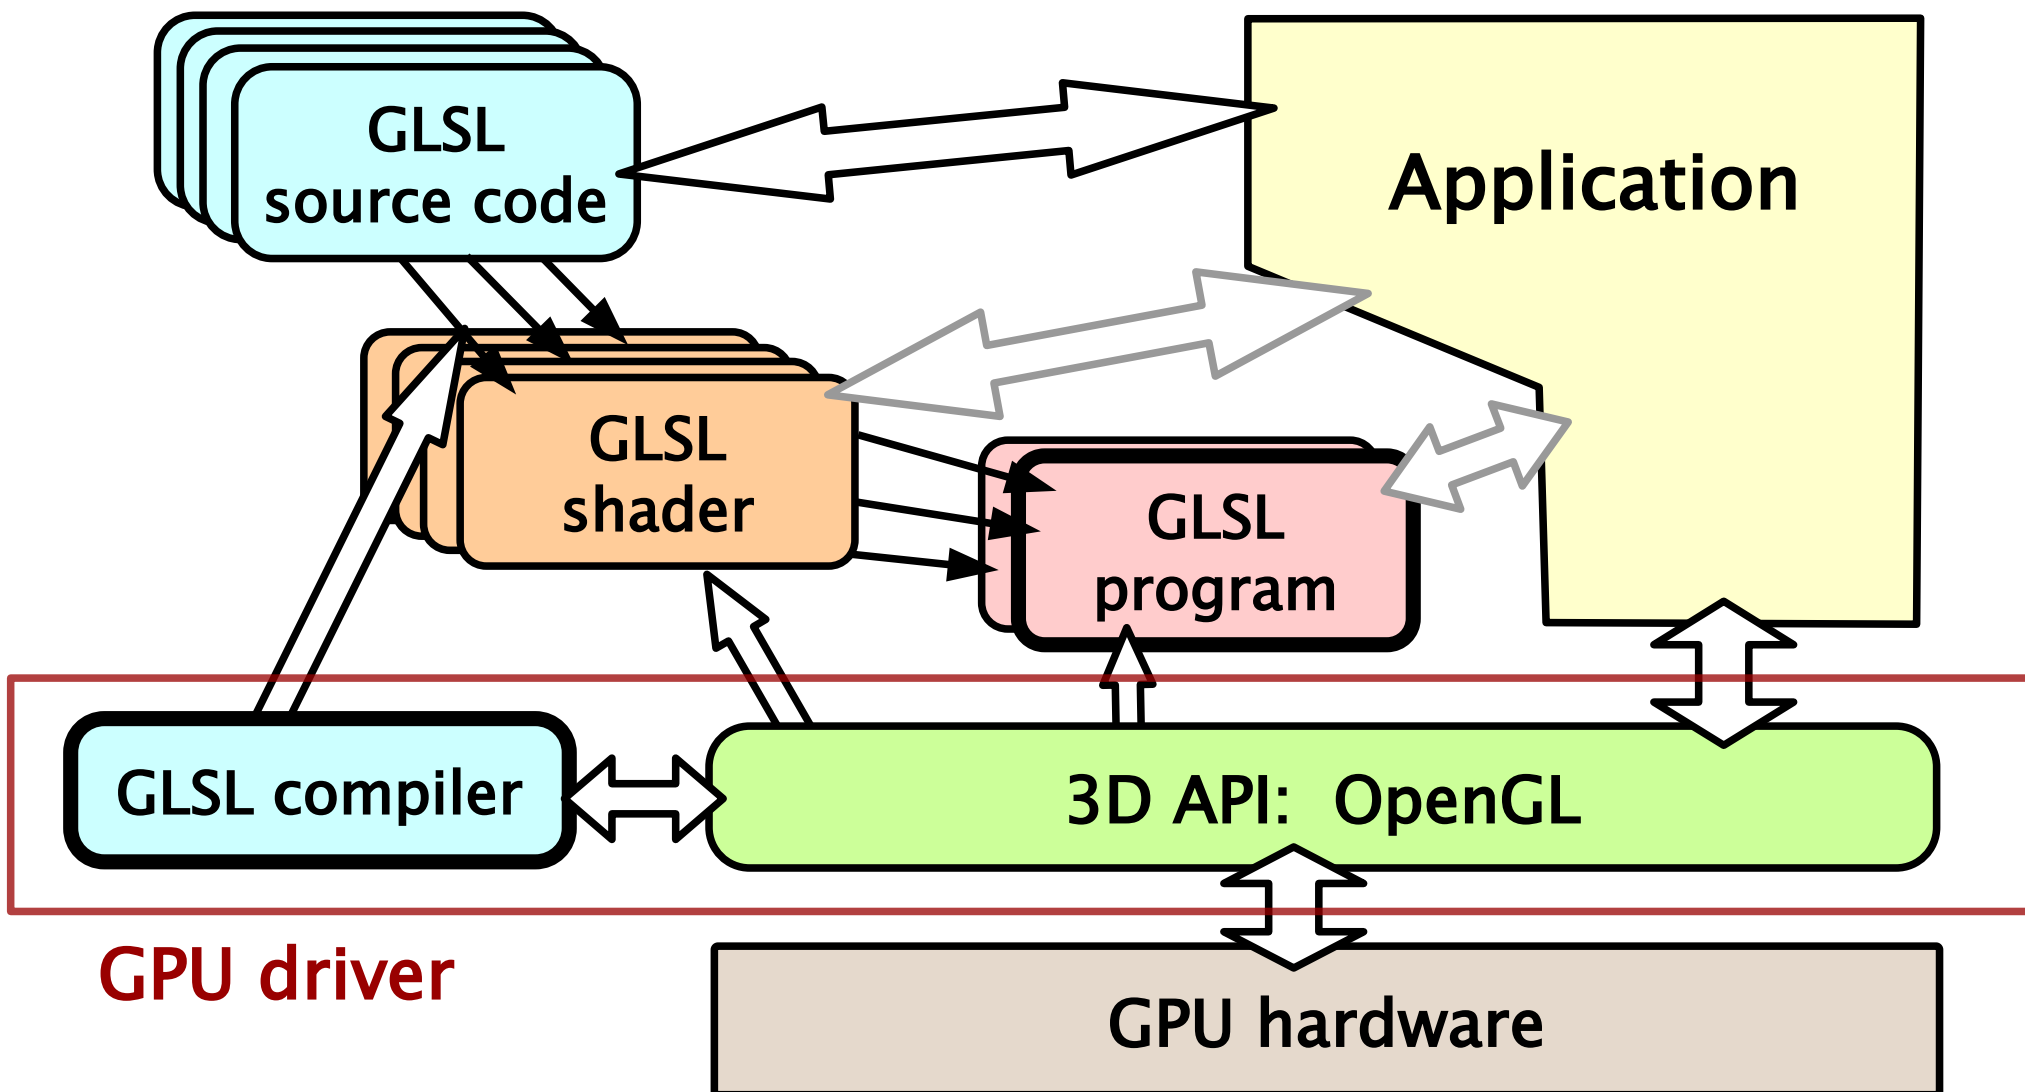 GLSL
source code
Application
GLSL
shader
GLSL
program
GLSL compiler
3D API:  OpenGL
GPU driver
GPU hardware